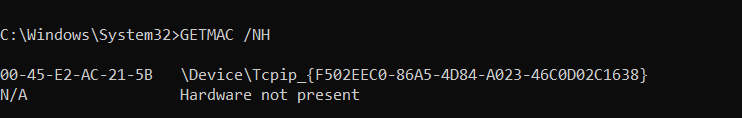 C:\Windows\System32>GETMAC /NH
00-45-E2-AC-21-5B   \Device\Tcpip_{F502EEC0-86A5-4D84-A023-46C0D02C1638}
N/A                 Hardware not present